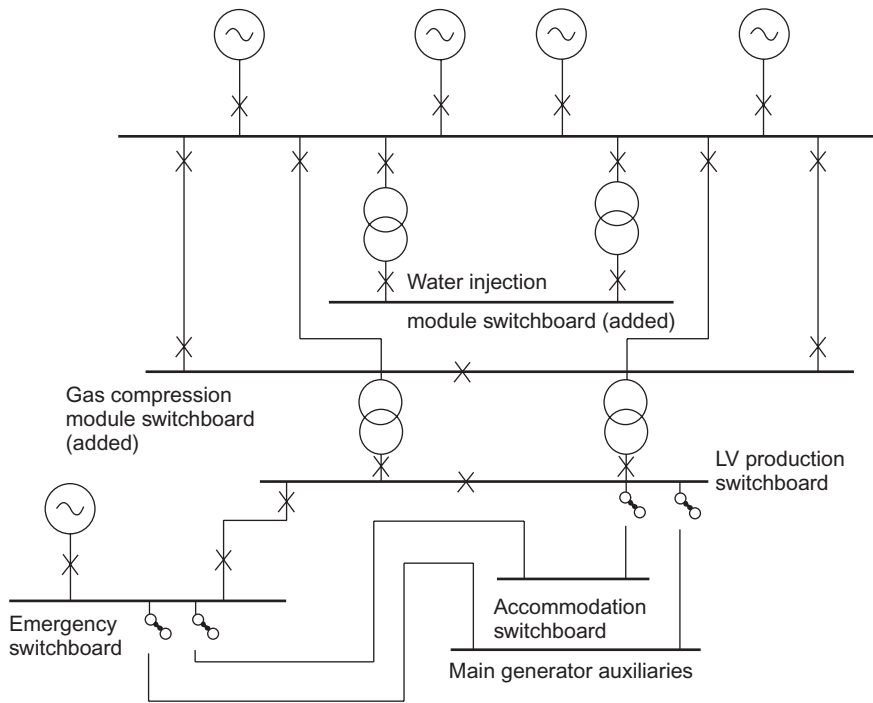 Water injection
module switchboard (added)
Gas compression
module switchboard
(added)
LV production
switchboard
Emergency
switchboard
Accommodation
switchboard
Main generator auxiliaries